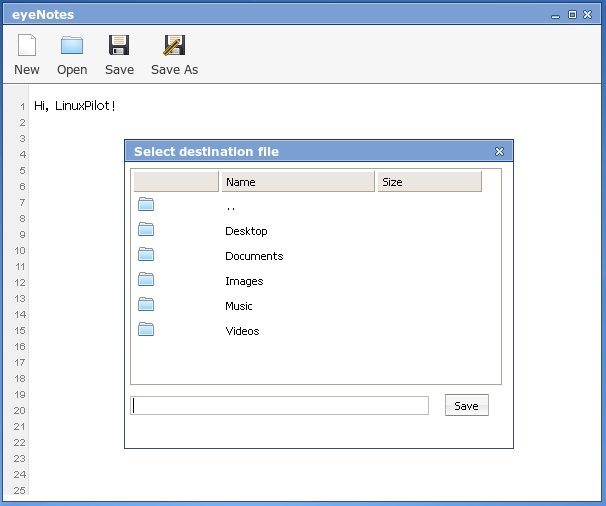 eyeNotes
New Open Save Save As
1 Hi, LinuxPilot!
2
3
4
5
6
7
8
9
10
11
12
13
14
15
16
17
18
19
20
21
22
23
24
25
Select destination file
Name Size
..
Desktop
Documents
Images
Music
Videos
Save